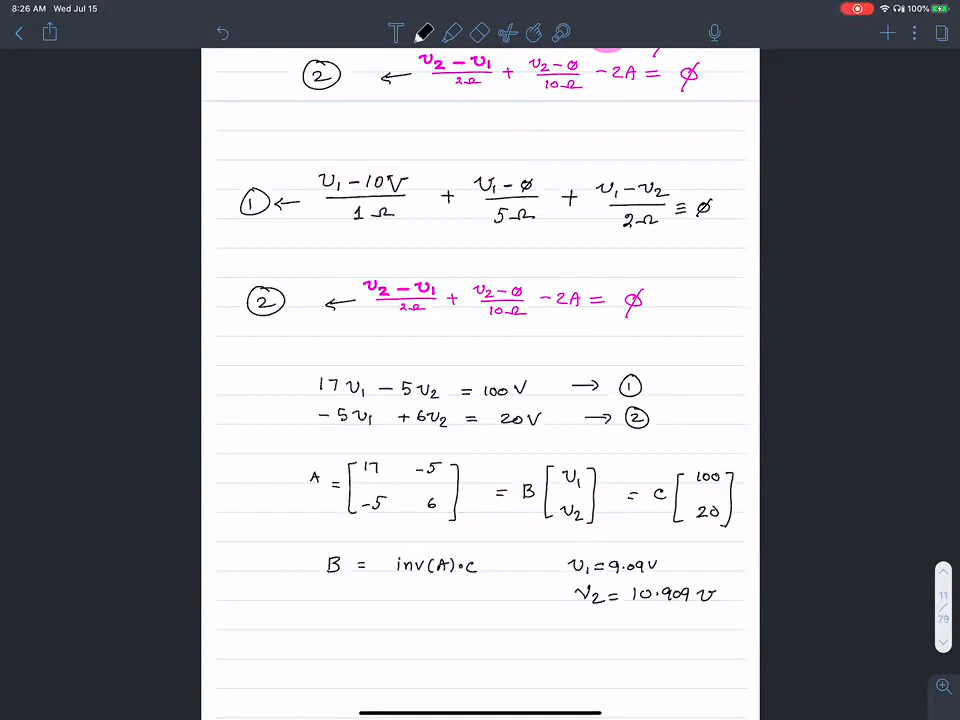 8:26 AM Wed Jul 15
100%
② ← (v2 − v1)/2Ω + (v2 − ∅)/10Ω − 2A = ∅
① ← (v1 − 10V)/1Ω + (v1 − ∅)/5Ω + (v1 − v2)/2Ω ≡ ∅
② ← (v2 − v1)/2Ω + (v2 − ∅)/10Ω − 2A = ∅
17v1 − 5v2 = 100V → ①
−5v1 + 6v2 = 20V → ②
A = [17 −5; −5 6] = B [v1; v2] = C [100; 20]
B = inv(A)·C v1 = 9.09V
v2 = 10.909 v
T
11 / 79